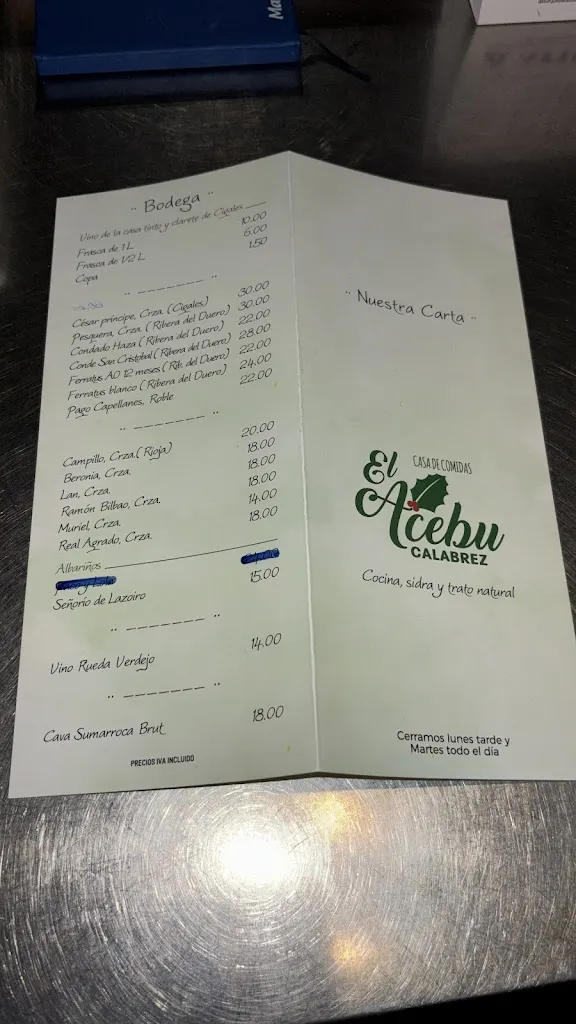 ·· Bodega ··
Vino de la casa tinto y clarete de Cigales
Frasca de 1 L 10.00
Frasca de 1/2 L 6.00
Copa 1.50
César príncipe, Crza. (Cigales) 30.00
Pesquera, Crza. (Ribera del Duero) 30.00
Condado Haza (Ribera del Duero) 22.00
Conde San Cristóbal (Ribera del Duero) 28.00
Ferratus AO 12 meses (Rib. del Duero) 22.00
Ferratus blanco (Ribera del Duero) 24.00
Pago Capellanes, Roble 22.00
Campillo, Crza.(Rioja) 20.00
Beronia, Crza. 18.00
Lan, Crza. 18.00
Ramón Bilbao, Crza. 18.00
Muriel, Crza. 14.00
Real Agrado, Crza. 18.00
Albariños
Señorío de Lazoiro 15.00
Vino Rueda Verdejo 14.00
Cava Sumarroca Brut 18.00
PRECIOS IVA INCLUIDO
·· Nuestra Carta ··
CASA DE COMIDAS
El Acebu
CALABREZ
Cocina, sidra y trato natural
Cerramos lunes tarde y
Martes todo el día